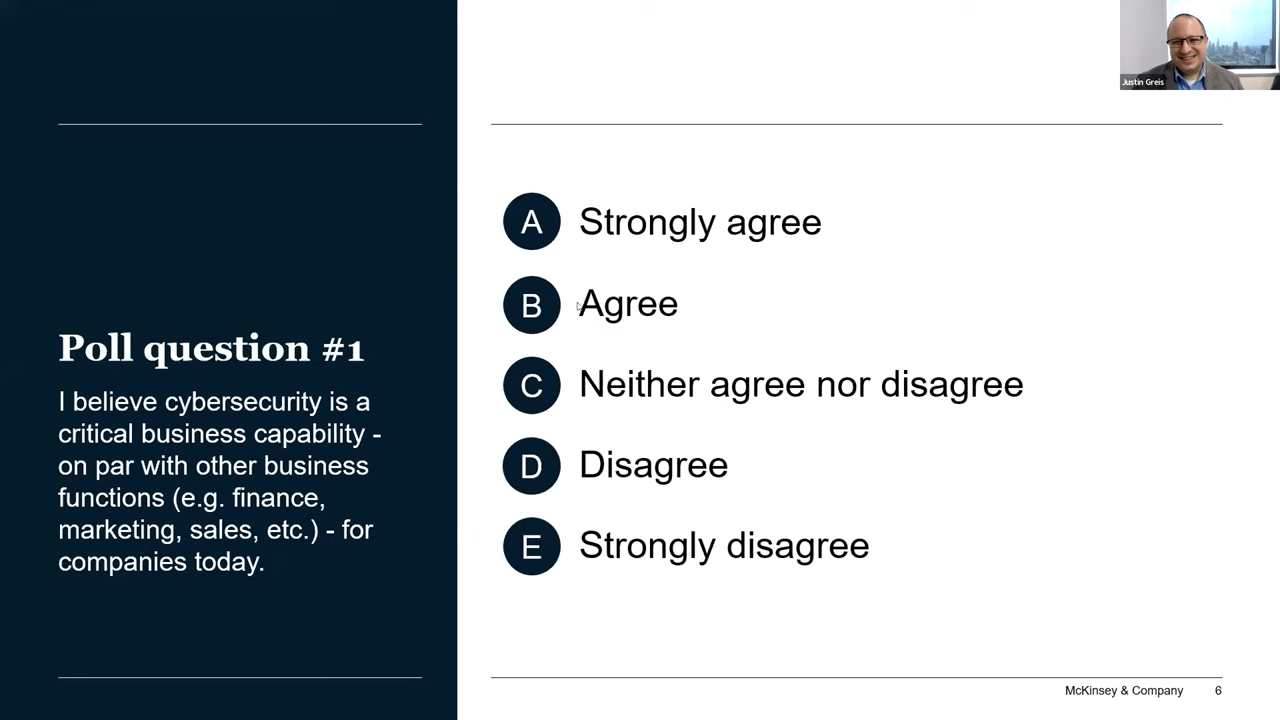 Justin Greis
Poll question #1
I believe cybersecurity is a
critical business capability -
on par with other business
functions (e.g. finance,
marketing, sales, etc.) - for
companies today.
A Strongly agree
B Agree
C Neither agree nor disagree
D Disagree
E Strongly disagree
McKinsey & Company 6